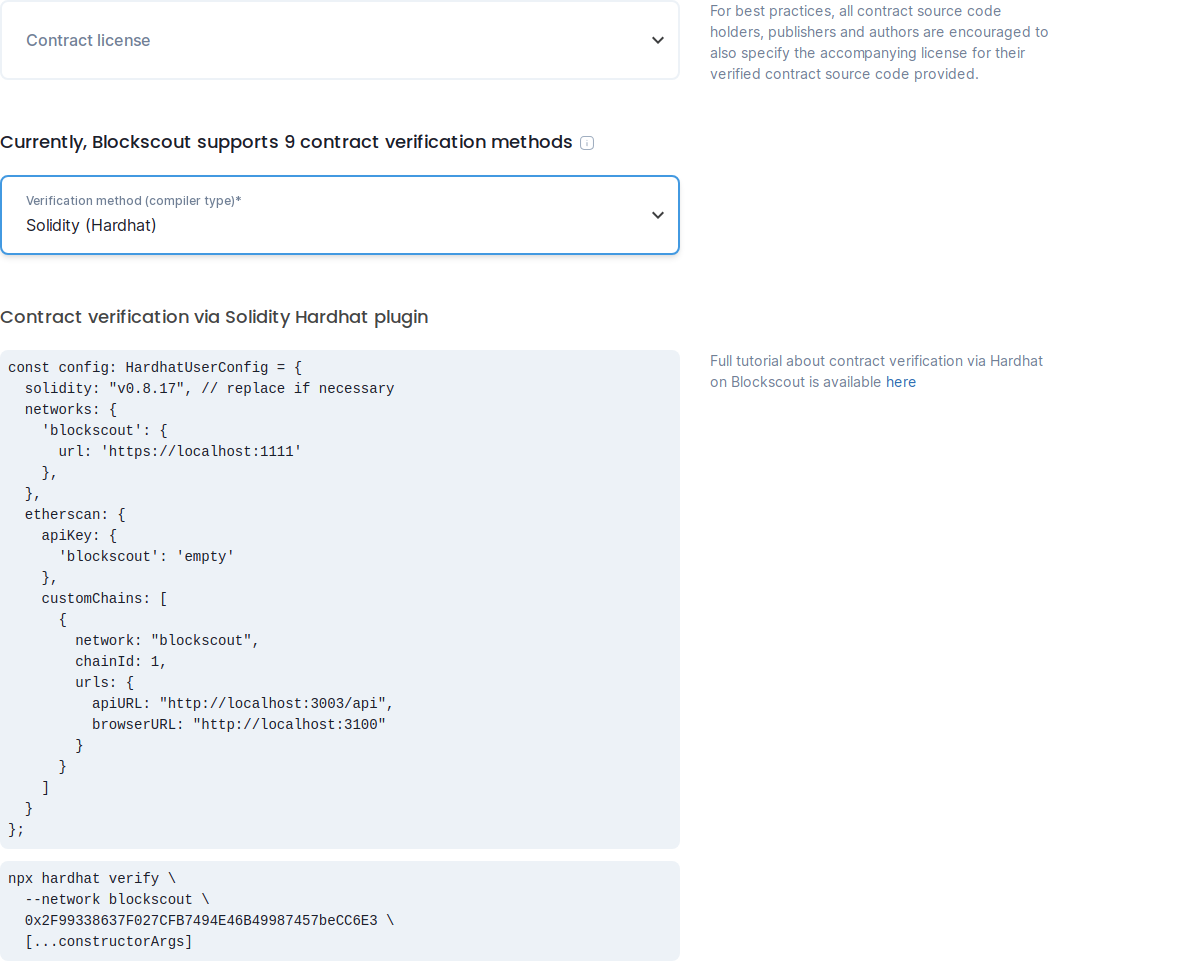 Contract license
For best practices, all contract source code
holders, publishers and authors are encouraged to
also specify the accompanying license for their
verified contract source code provided.
Currently, Blockscout supports 9 contract verification methods
Verification method (compiler type)*
Solidity (Hardhat)
Contract verification via Solidity Hardhat plugin
const config: HardhatUserConfig = {
  solidity: "v0.8.17", // replace if necessary
  networks: {
    'blockscout': {
      url: 'https://localhost:1111'
    },
  },
  etherscan: {
    apiKey: {
      'blockscout': 'empty'
    },
    customChains: [
      {
        network: "blockscout",
        chainId: 1,
        urls: {
          apiURL: "http://localhost:3003/api",
          browserURL: "http://localhost:3100"
        }
      }
    ]
  }
};
Full tutorial about contract verification via Hardhat
on Blockscout is available here
npx hardhat verify \
  --network blockscout \
  0x2F99338637F027CFB7494E46B49987457beCC6E3 \
  [...constructorArgs]